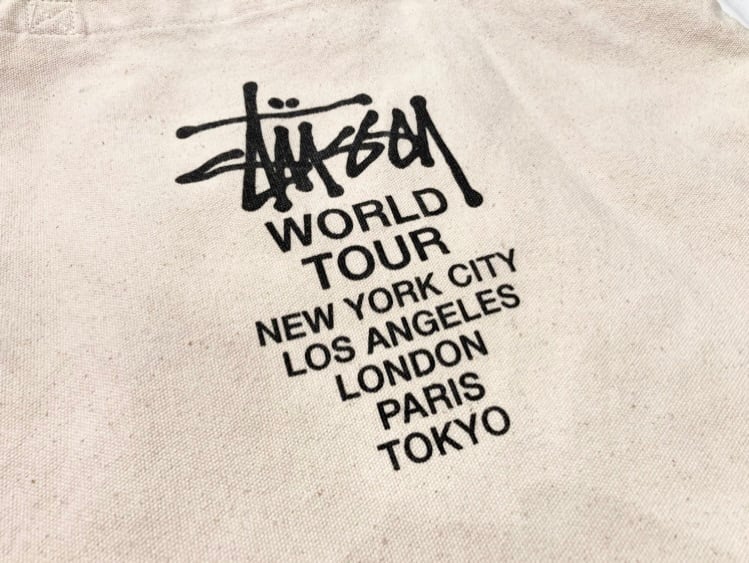 Stüssy
WORLD
TOUR
NEW YORK CITY
LOS ANGELES
LONDON
PARIS
TOKYO